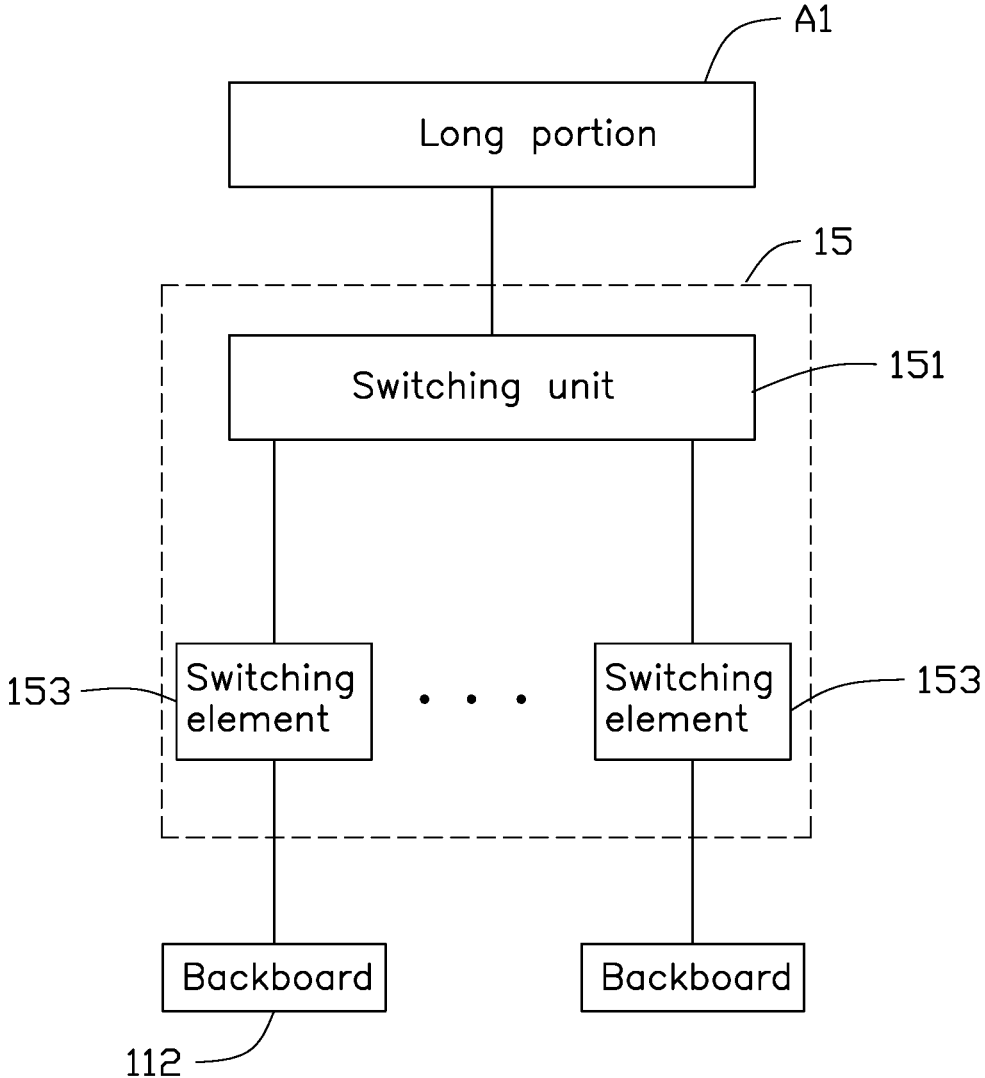 A1
Long portion
15
Switching unit
151
Switching
element
153
• • •
Switching
element
153
Backboard
112
Backboard